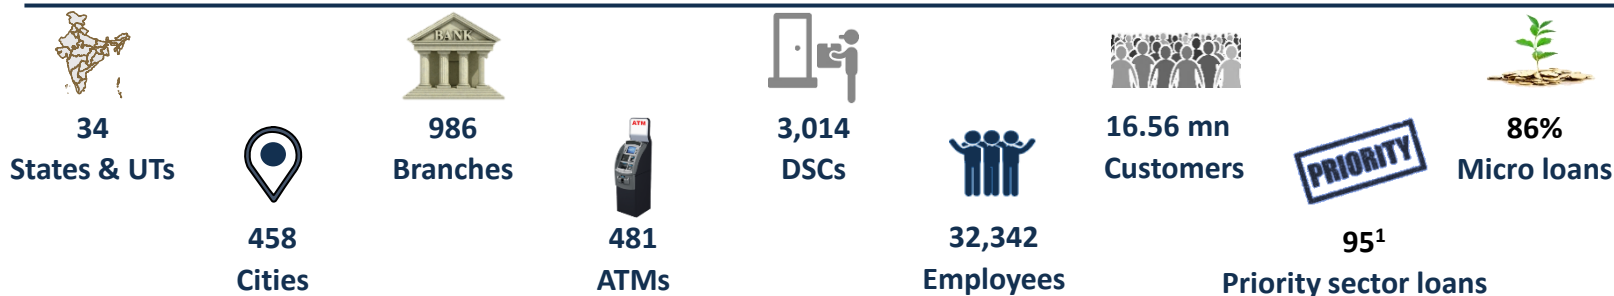 BANK
34
States & UTs
458
Cities
986
Branches
ATM
481
ATMs
3,014
DSCs
32,342
Employees
16.56 mn
Customers
PRIORITY
95¹
Priority sector loans
86%
Micro loans